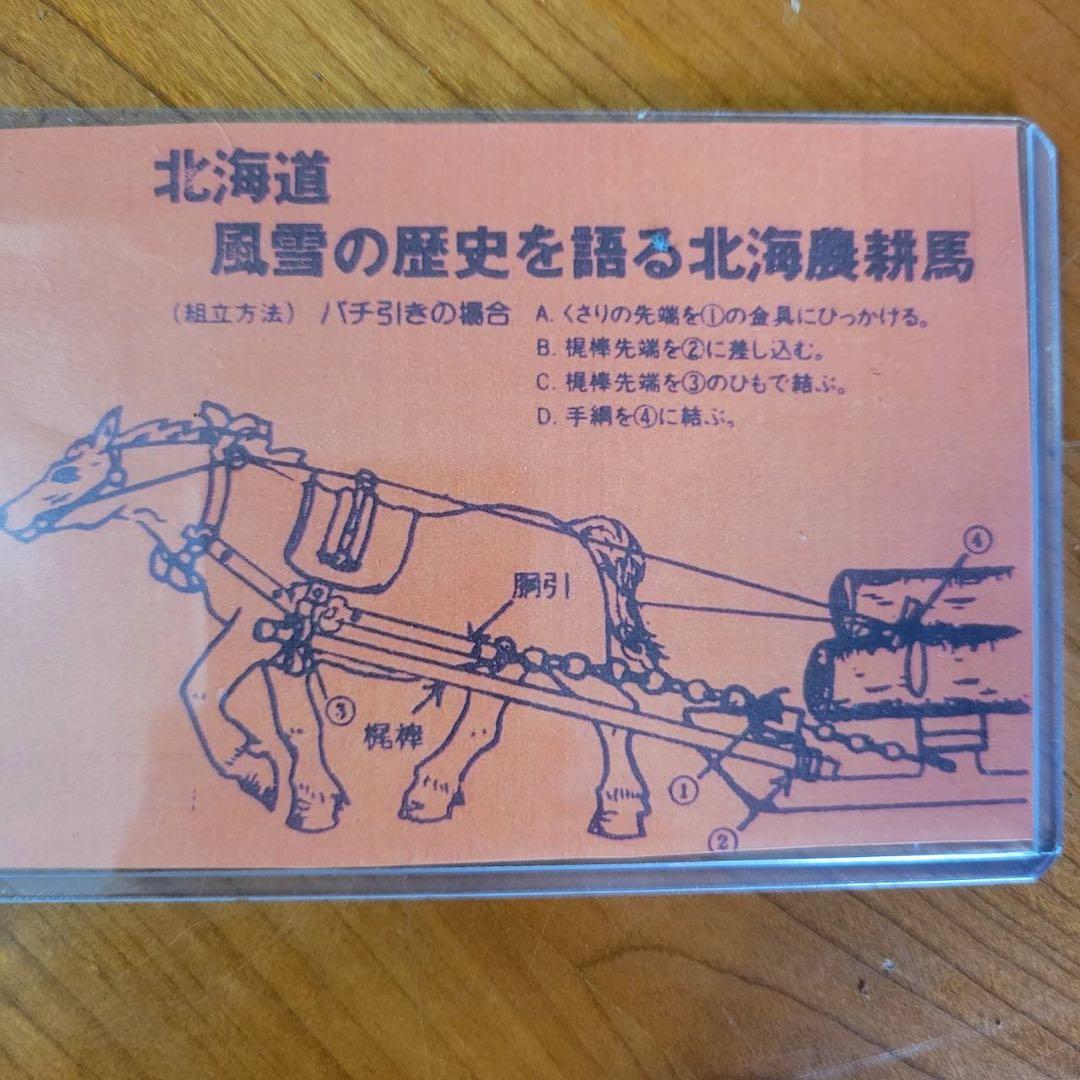 北海道
風雪の歴史を語る北海農耕馬
(組立方法) バチ引きの場合
A. くさりの先端を①の金具にひっかける。
B. 梶棒先端を②に差し込む。
C. 梶棒先端を③のひもで結ぶ。
D. 手綱を④に結ぶ。
④
胴引
③
梶棒
①
②